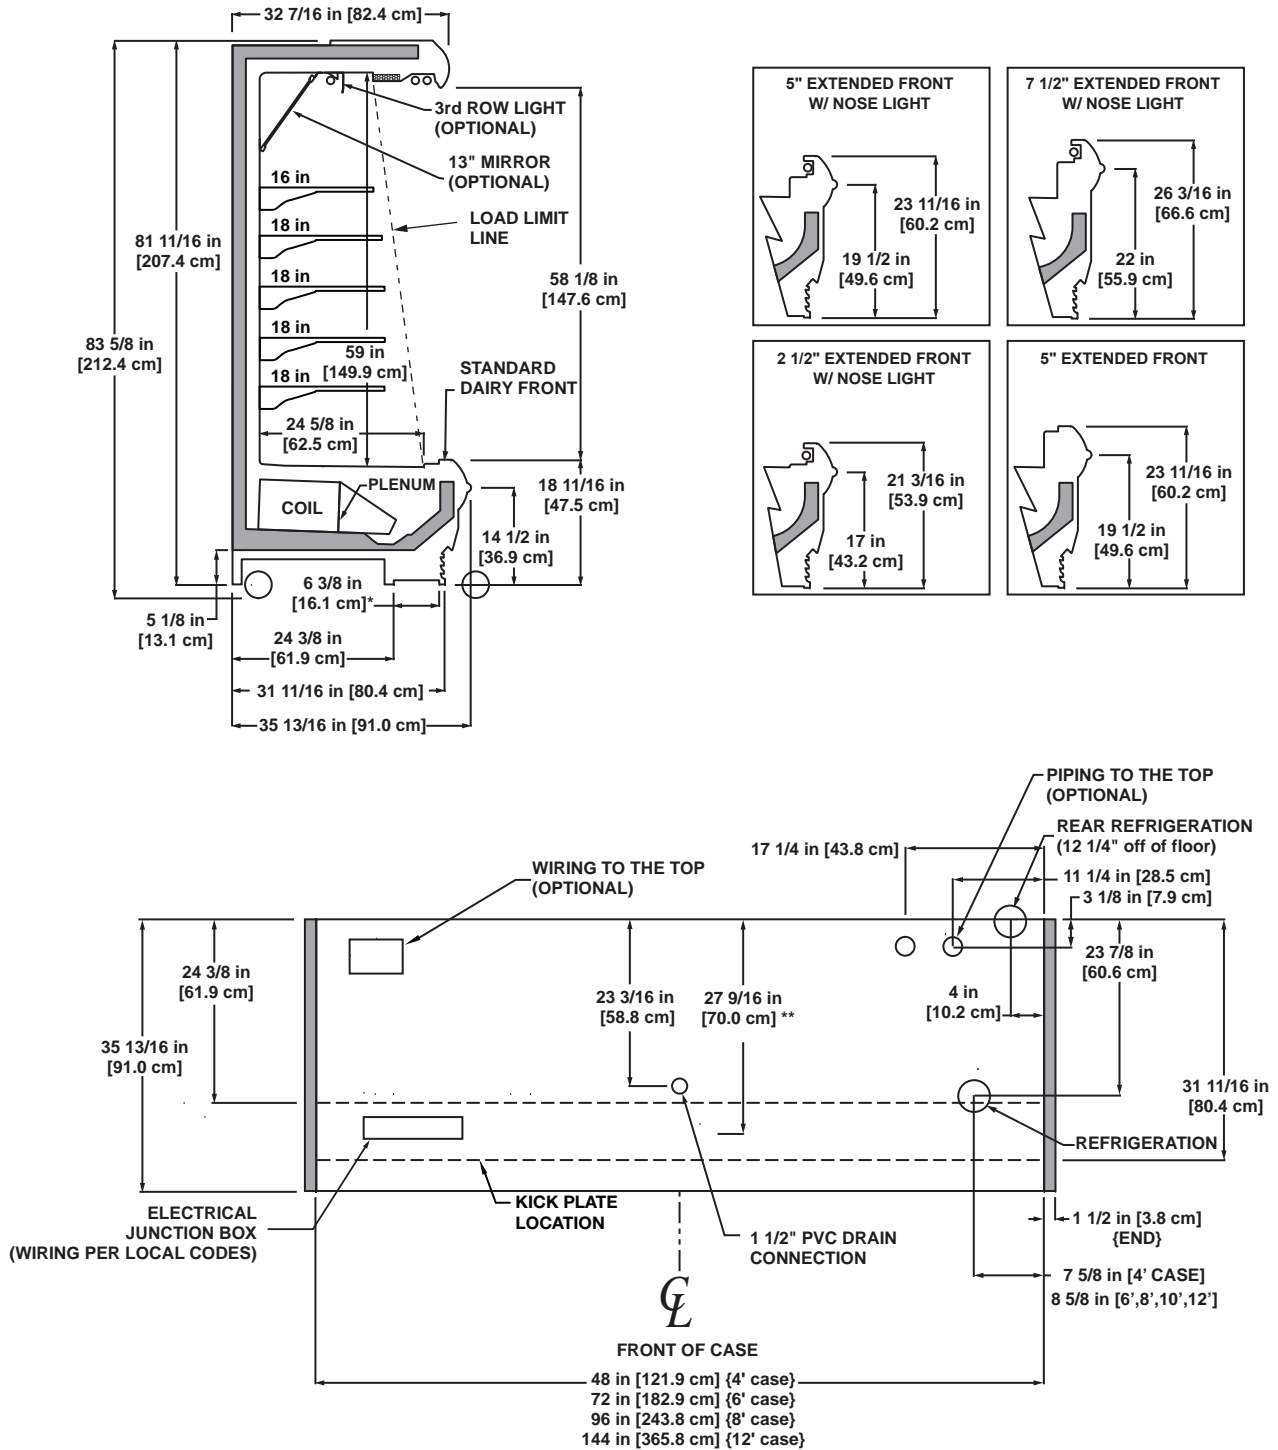 32 7/16 in [82.4 cm]
3rd ROW LIGHT
(OPTIONAL)
13" MIRROR
(OPTIONAL)
16 in
18 in
18 in
18 in
18 in
LOAD LIMIT
LINE
81 11/16 in
[207.4 cm]
83 5/8 in
[212.4 cm]
58 1/8 in
[147.6 cm]
59 in
[149.9 cm]
STANDARD
DAIRY FRONT
24 5/8 in
[62.5 cm]
PLENUM
COIL
18 11/16 in
[47.5 cm]
14 1/2 in
[36.9 cm]
6 3/8 in
[16.1 cm]*
5 1/8 in
[13.1 cm]
24 3/8 in
[61.9 cm]
31 11/16 in [80.4 cm]
35 13/16 in [91.0 cm]
5" EXTENDED FRONT
W/ NOSE LIGHT
23 11/16 in
[60.2 cm]
19 1/2 in
[49.6 cm]
7 1/2" EXTENDED FRONT
W/ NOSE LIGHT
26 3/16 in
[66.6 cm]
22 in
[55.9 cm]
2 1/2" EXTENDED FRONT
W/ NOSE LIGHT
21 3/16 in
[53.9 cm]
17 in
[43.2 cm]
5" EXTENDED FRONT
23 11/16 in
[60.2 cm]
19 1/2 in
[49.6 cm]
PIPING TO THE TOP
(OPTIONAL)
REAR REFRIGERATION
(12 1/4" off of floor)
17 1/4 in [43.8 cm]
11 1/4 in [28.5 cm]
3 1/8 in [7.9 cm]
WIRING TO THE TOP
(OPTIONAL)
24 3/8 in
[61.9 cm]
35 13/16 in
[91.0 cm]
23 3/16 in
[58.8 cm]
27 9/16 in
[70.0 cm] **
4 in
[10.2 cm]
23 7/8 in
[60.6 cm]
31 11/16 in
[80.4 cm]
REFRIGERATION
KICK PLATE
LOCATION
ELECTRICAL
JUNCTION BOX
(WIRING PER LOCAL CODES)
1 1/2" PVC DRAIN
CONNECTION
1 1/2 in [3.8 cm]
{END}
7 5/8 in [4' CASE]
8 5/8 in [6',8',10',12']
CL
FRONT OF CASE
48 in [121.9 cm] {4' case}
72 in [182.9 cm] {6' case}
96 in [243.8 cm] {8' case}
144 in [365.8 cm] {12' case}